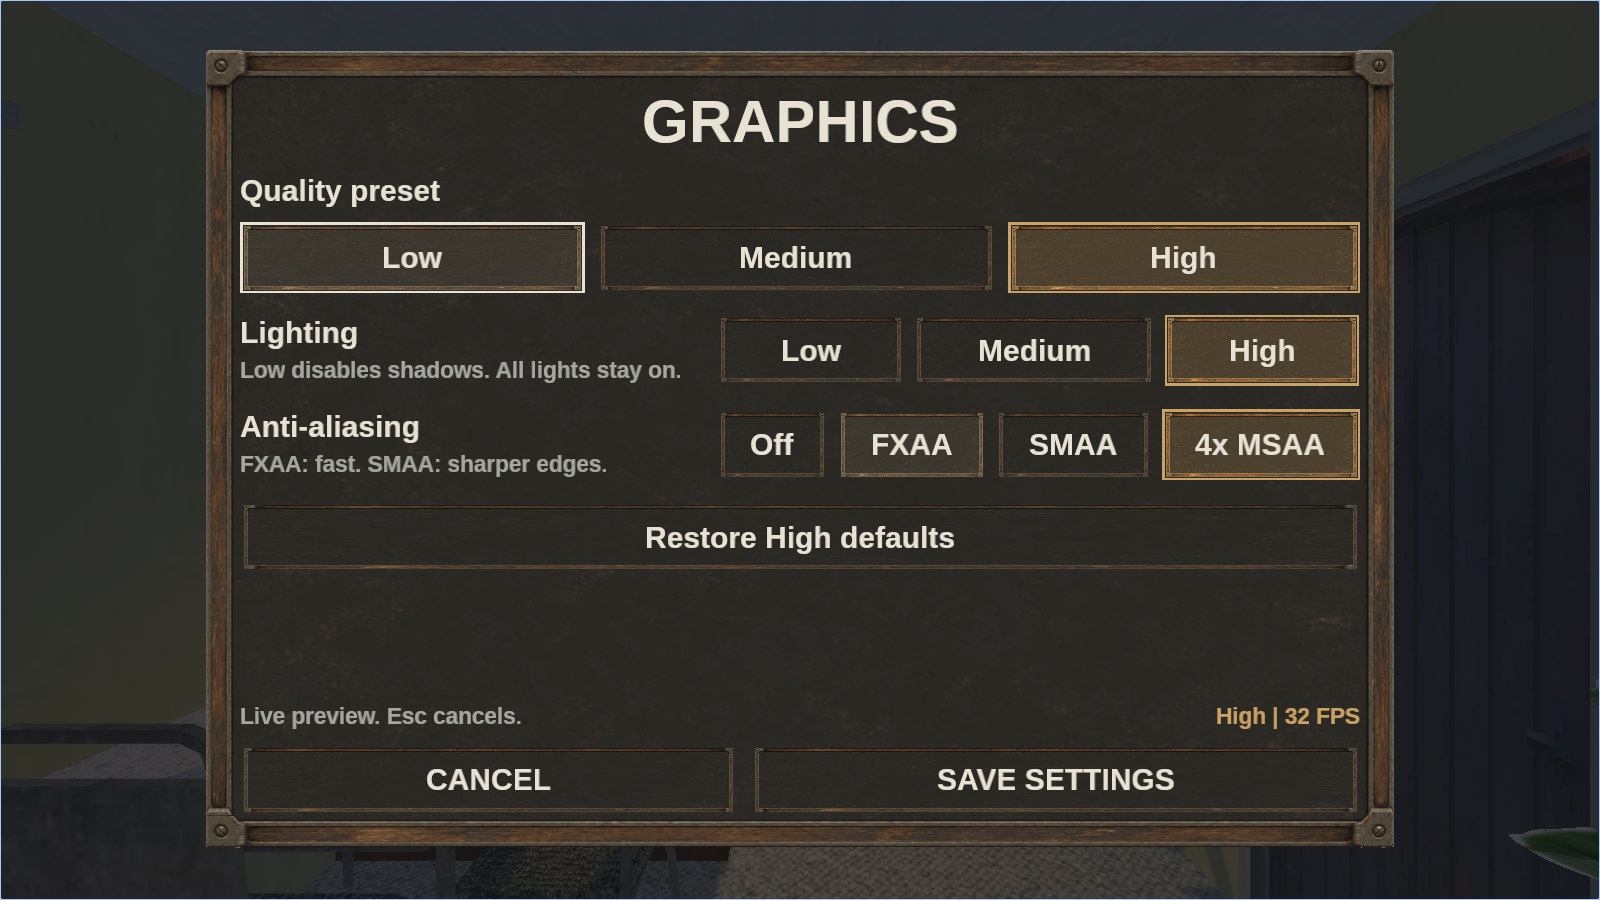 GRAPHICS
Quality preset
Low Medium High
Lighting
Low disables shadows. All lights stay on.
Low Medium High
Anti-aliasing
FXAA: fast. SMAA: sharper edges.
Off FXAA SMAA 4x MSAA
Restore High defaults
Live preview. Esc cancels.
High | 32 FPS
CANCEL SAVE SETTINGS